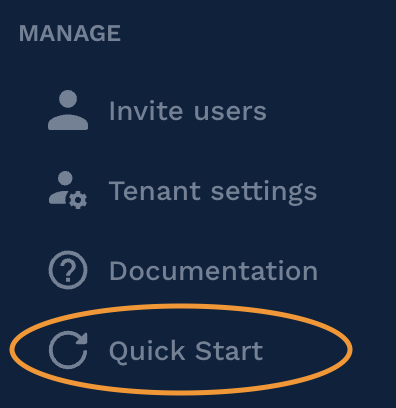 MANAGE
Invite users
Tenant settings
Documentation
Quick Start